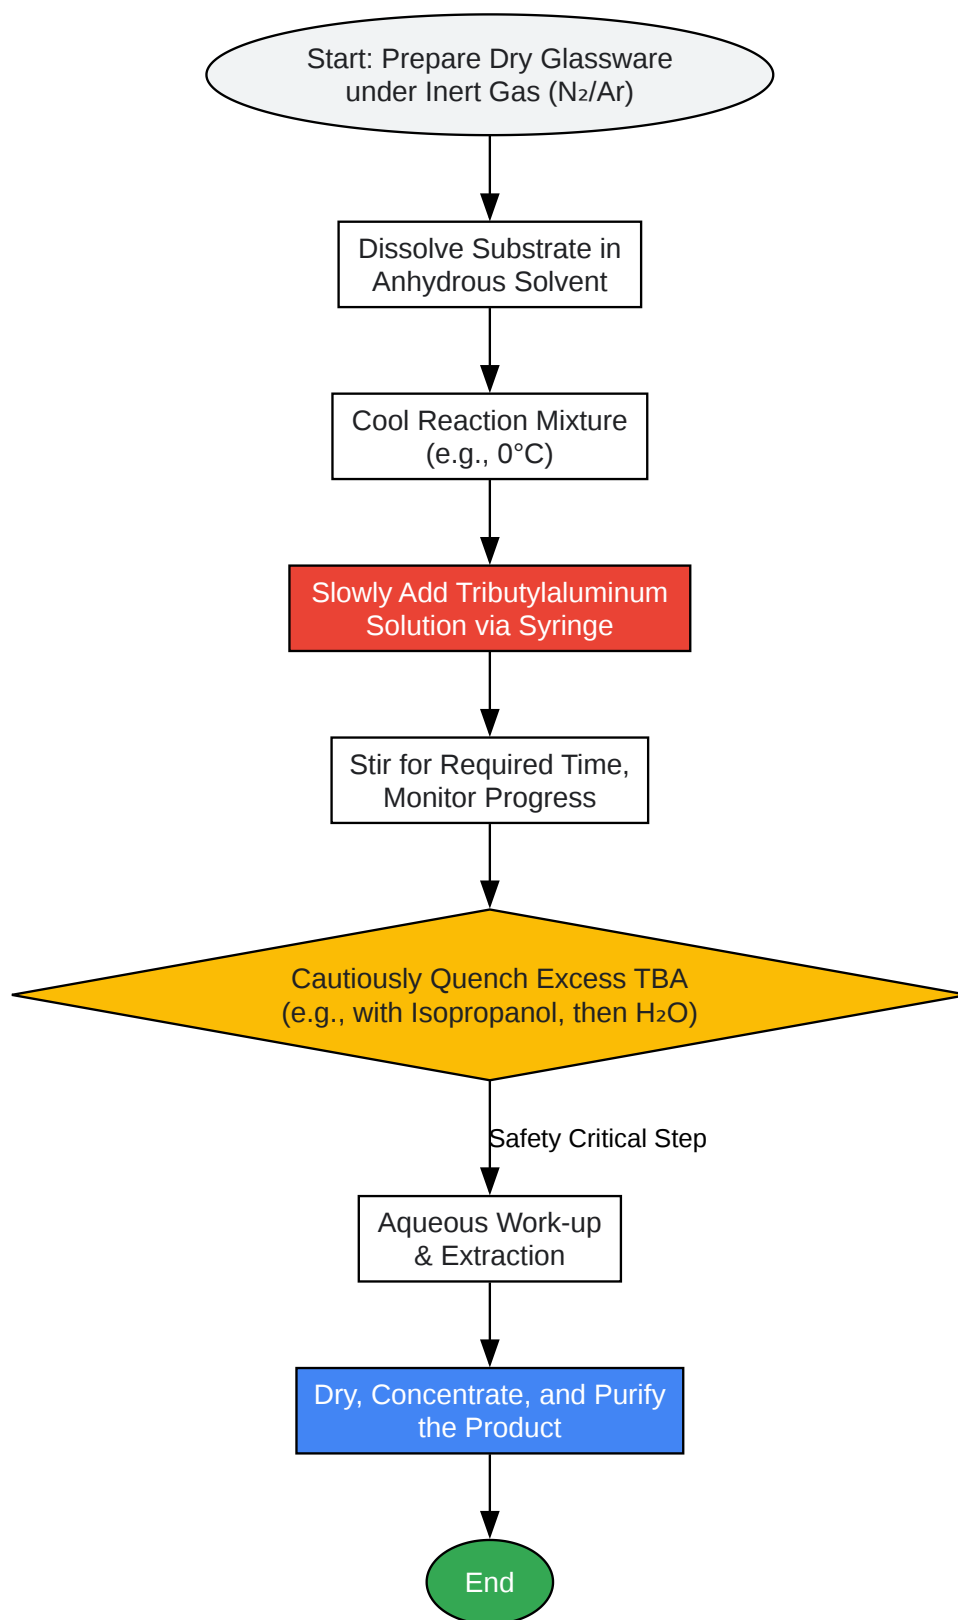 Start: Prepare Dry Glassware
under Inert Gas (N₂/Ar)
Dissolve Substrate in
Anhydrous Solvent
Cool Reaction Mixture
(e.g., 0°C)
Slowly Add Tributylaluminum
Solution via Syringe
Stir for Required Time,
Monitor Progress
Cautiously Quench Excess TBA
(e.g., with Isopropanol, then H₂O)
Safety Critical Step
Aqueous Work-up
& Extraction
Dry, Concentrate, and Purify
the Product
End